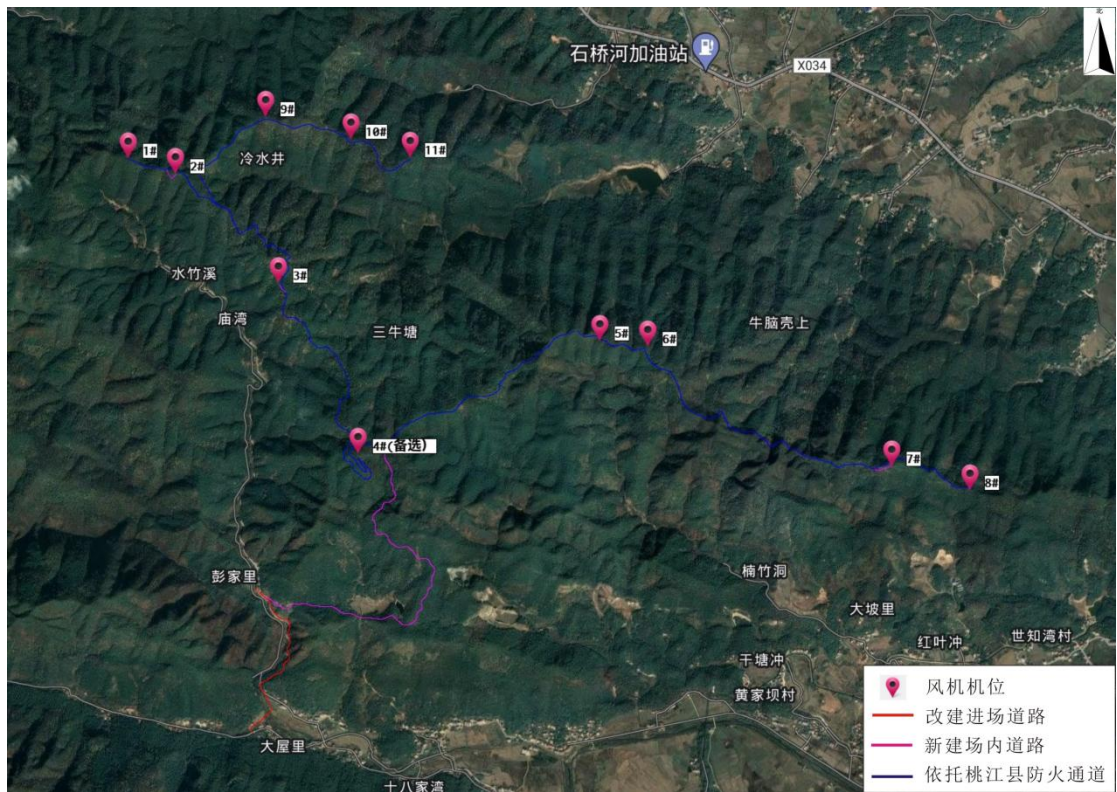 北
石桥河加油站
X034
9#
10#
11#
1#
2#
冷水井
3#
水竹溪
庙湾
三牛塘
5#
6#
牛脑壳上
4#(备选)
7#
8#
彭家里
楠竹洞
大坡里
红叶冲
世知湾村
干塘冲
黄家坝村
大屋里
十八家湾
风机机位
改建进场道路
新建场内道路
依托桃江县防火通道